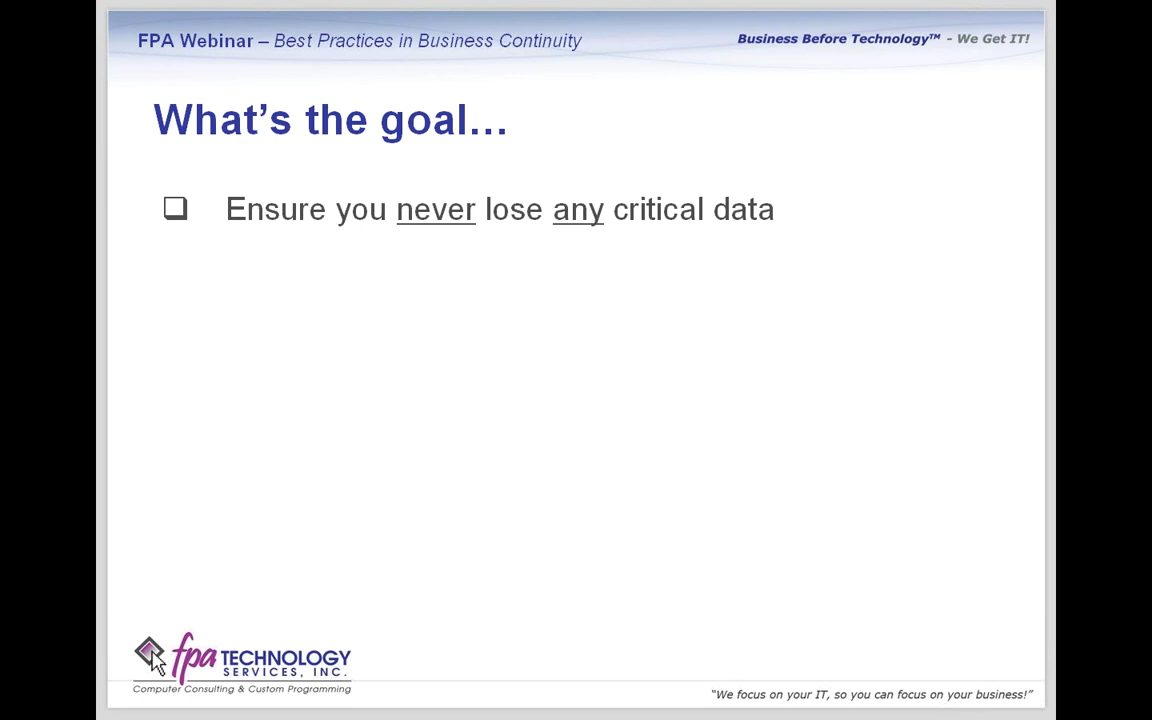 FPA Webinar – Best Practices in Business Continuity
Business Before Technology™ - We Get IT!
What's the goal…
❑ Ensure you never lose any critical data
fpa TECHNOLOGY
SERVICES, INC.
Computer Consulting & Custom Programming
"We focus on your IT, so you can focus on your business!"